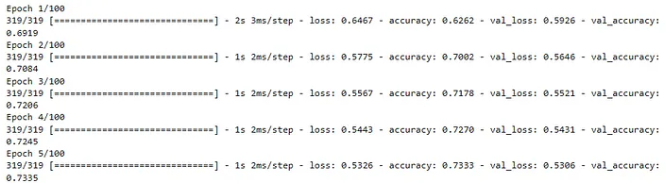 Epoch 1/100
319/319 [==============================] - 2s 3ms/step - loss: 0.6467 - accuracy: 0.6262 - val_loss: 0.5926 - val_accuracy:
0.6919
Epoch 2/100
319/319 [==============================] - 1s 2ms/step - loss: 0.5775 - accuracy: 0.7002 - val_loss: 0.5646 - val_accuracy:
0.7084
Epoch 3/100
319/319 [==============================] - 1s 2ms/step - loss: 0.5567 - accuracy: 0.7178 - val_loss: 0.5521 - val_accuracy:
0.7206
Epoch 4/100
319/319 [==============================] - 1s 2ms/step - loss: 0.5443 - accuracy: 0.7270 - val_loss: 0.5431 - val_accuracy:
0.7245
Epoch 5/100
319/319 [==============================] - 1s 2ms/step - loss: 0.5326 - accuracy: 0.7333 - val_loss: 0.5306 - val_accuracy:
0.7335